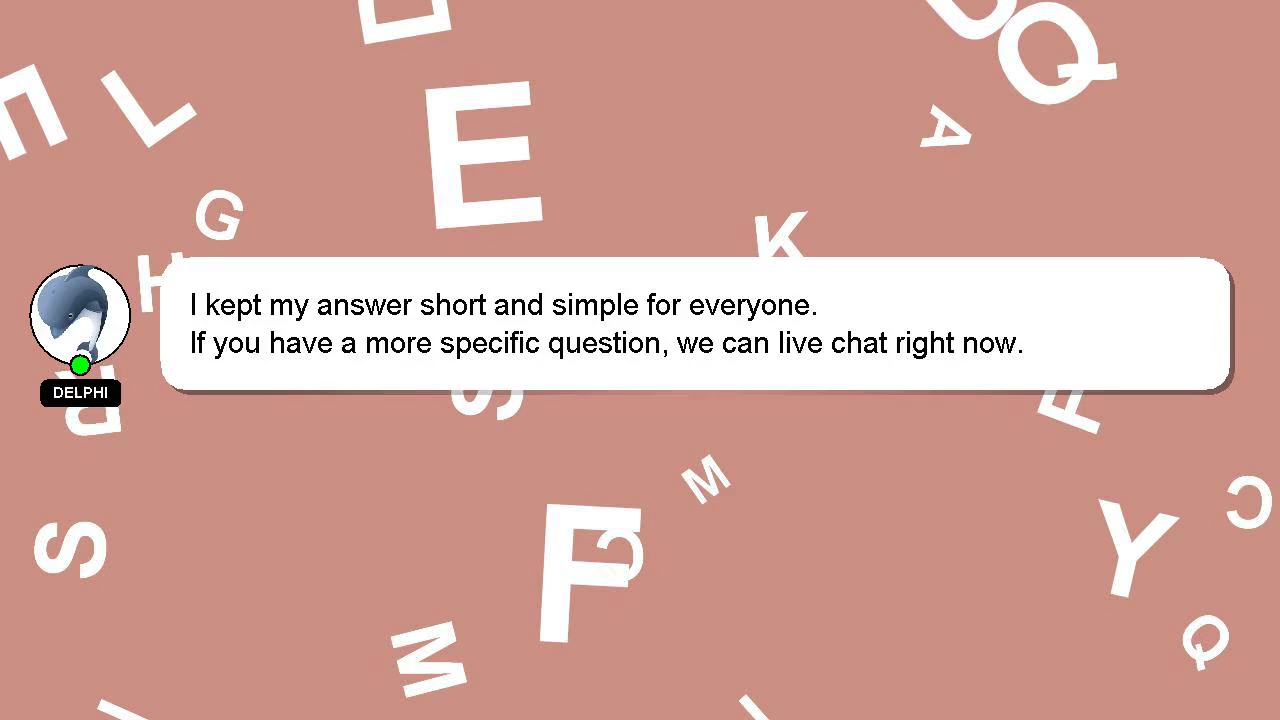 I kept my answer short and simple for everyone.
If you have a more specific question, we can live chat right now.
DELPHI
E
L
G
H
Q
A
K
R
S
S
F
G
M
M
F
Y
C
Q